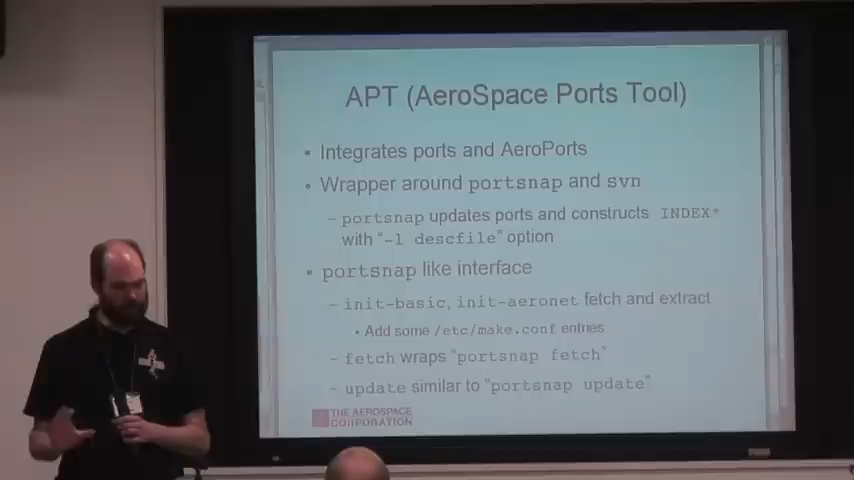 APT (AeroSpace Ports Tool)
• Integrates ports and AeroPorts
• Wrapper around portsnap and svn
– portsnap updates ports and constructs INDEX*
with "-l descfile" option
• portsnap like interface
– init-basic, init-aeronet fetch and extract
• Add some /etc/make.conf entries
– fetch wraps "portsnap fetch"
– update similar to "portsnap update"
THE AEROSPACE
CORPORATION